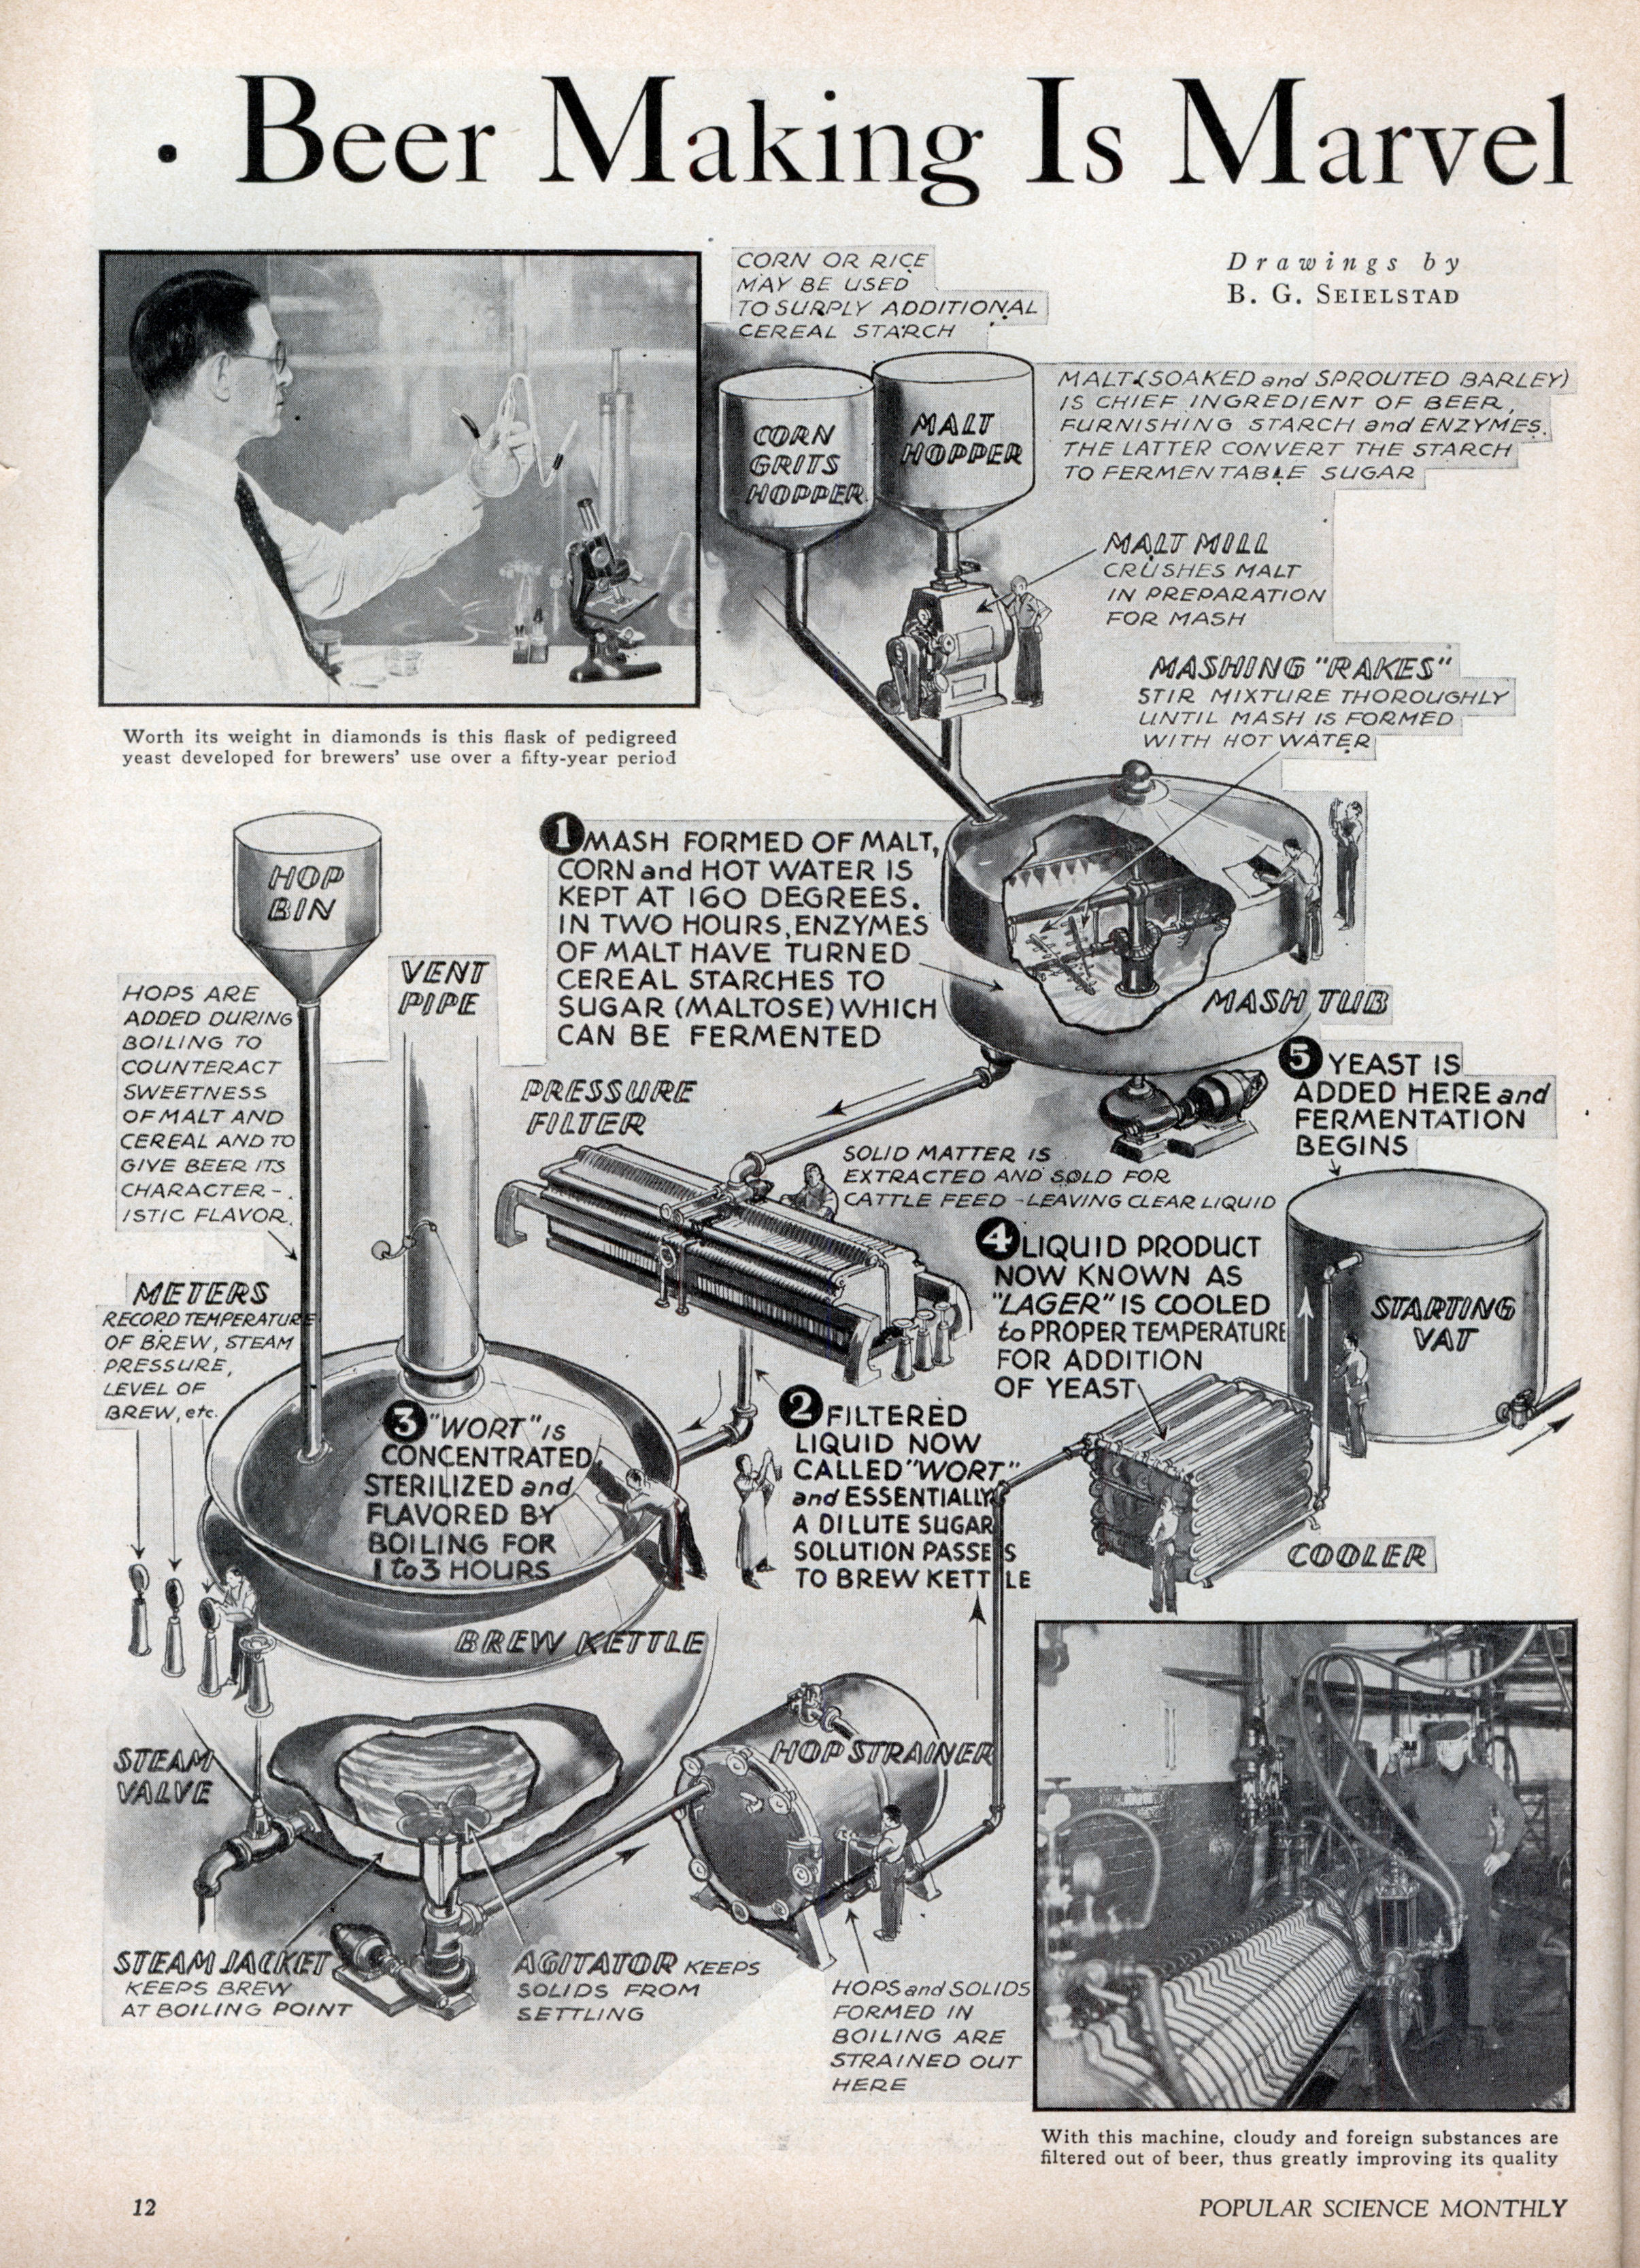 · Beer Making Is Marvel
Drawings by
B. G. SEIELSTAD
CORN OR RICE
MAY BE USED
TO SUPPLY ADDITIONAL
CEREAL STARCH
CORN
GRITS
HOPPER
MALT
HOPPER
MALT (SOAKED and SPROUTED BARLEY)
IS CHIEF INGREDIENT OF BEER,
FURNISHING STARCH and ENZYMES.
THE LATTER CONVERT THE STARCH
TO FERMENTABLE SUGAR
MALT MILL
CRUSHES MALT
IN PREPARATION
FOR MASH
MASHING "RAKES"
STIR MIXTURE THOROUGHLY
UNTIL MASH IS FORMED
WITH HOT WATER
Worth its weight in diamonds is this flask of pedigreed
yeast developed for brewers' use over a fifty-year period
1 MASH FORMED OF MALT,
CORN and HOT WATER IS
KEPT AT 160 DEGREES.
IN TWO HOURS, ENZYMES
OF MALT HAVE TURNED
CEREAL STARCHES TO
SUGAR (MALTOSE) WHICH
CAN BE FERMENTED
MASH TUB
HOP
BIN
VENT
PIPE
HOPS ARE
ADDED DURING
BOILING TO
COUNTERACT
SWEETNESS
OF MALT AND
CEREAL AND TO
GIVE BEER ITS
CHARACTER-
ISTIC FLAVOR.
PRESSURE
FILTER
SOLID MATTER IS
EXTRACTED AND SOLD FOR
CATTLE FEED - LEAVING CLEAR LIQUID
5 YEAST IS
ADDED HERE and
FERMENTATION
BEGINS
STARTING
VAT
4 LIQUID PRODUCT
NOW KNOWN AS
"LAGER" IS COOLED
to PROPER TEMPERATURE
FOR ADDITION
OF YEAST
COOLER
METERS
RECORD TEMPERATURE
OF BREW, STEAM
PRESSURE,
LEVEL OF
BREW, etc.
2 FILTERED
LIQUID NOW
CALLED "WORT"
and ESSENTIALLY
A DILUTE SUGAR
SOLUTION PASSES
TO BREW KETTLE
3 "WORT" IS
CONCENTRATED
STERILIZED and
FLAVORED BY
BOILING FOR
1 to 3 HOURS
BREW KETTLE
HOP STRAINER
STEAM
VALVE
STEAM JACKET
KEEPS BREW
AT BOILING POINT
AGITATOR KEEPS
SOLIDS FROM
SETTLING
HOPS and SOLIDS
FORMED IN
BOILING ARE
STRAINED OUT
HERE
With this machine, cloudy and foreign substances are
filtered out of beer, thus greatly improving its quality
12
POPULAR SCIENCE MONTHLY